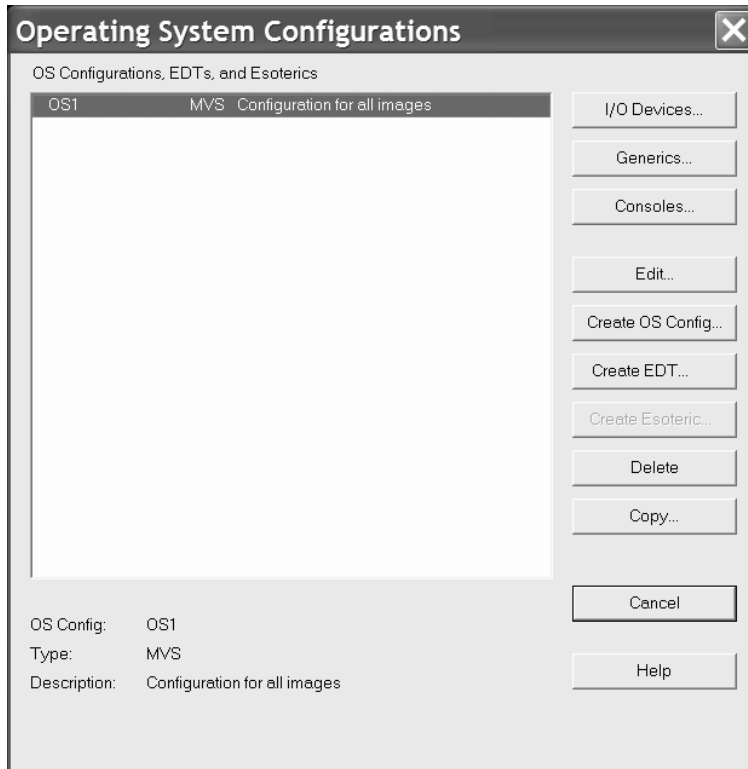 Operating System Configurations
OS Configurations, EDTs, and Esoterics
OS1 MVS Configuration for all images
I/O Devices...
Generics...
Consoles...
Edit...
Create OS Config...
Create EDT...
Create Esoteric...
Delete
Copy...
Cancel
Help
OS Config: OS1
Type: MVS
Description: Configuration for all images